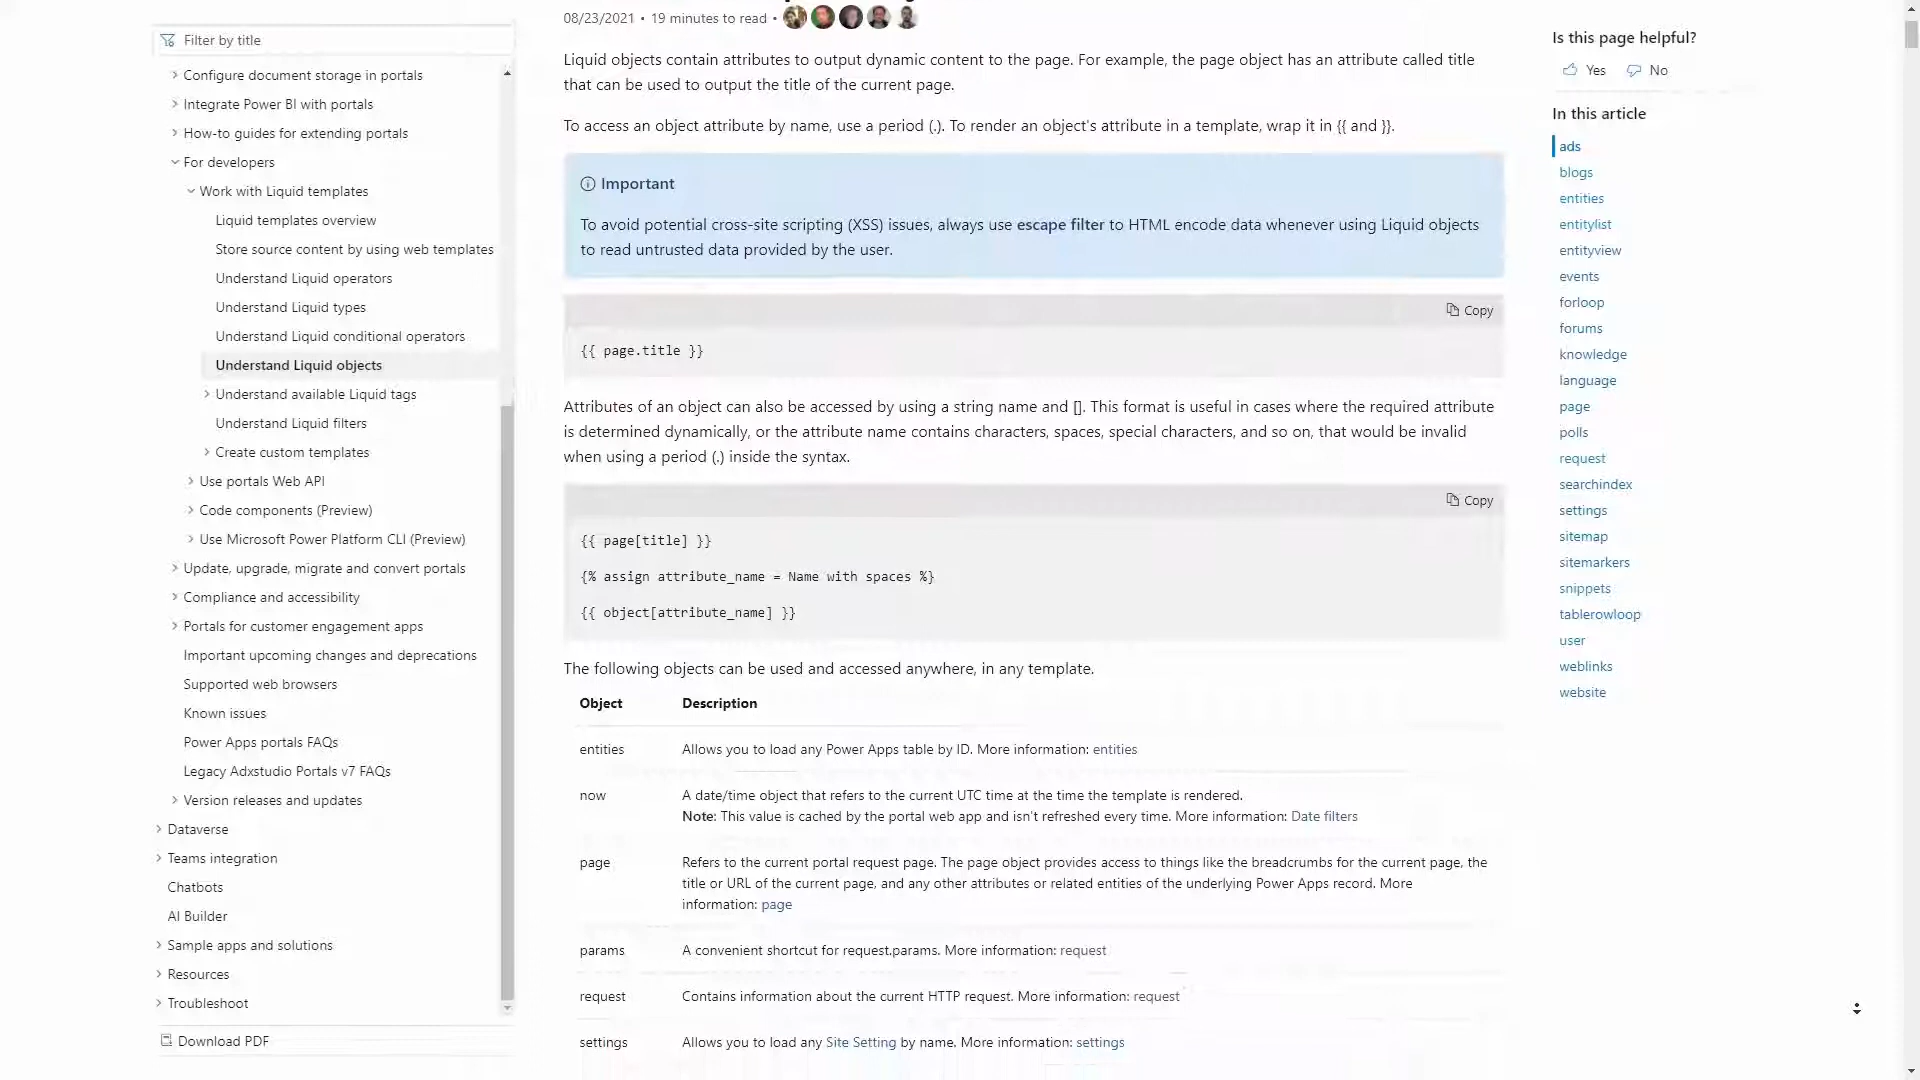 08/23/2021 • 19 minutes to read •
Filter by title
Configure document storage in portals
Integrate Power BI with portals
How-to guides for extending portals
For developers
Work with Liquid templates
Liquid templates overview
Store source content by using web templates
Understand Liquid operators
Understand Liquid types
Understand Liquid conditional operators
Understand Liquid objects
Understand available Liquid tags
Understand Liquid filters
Create custom templates
Use portals Web API
Code components (Preview)
Use Microsoft Power Platform CLI (Preview)
Update, upgrade, migrate and convert portals
Compliance and accessibility
Portals for customer engagement apps
Important upcoming changes and deprecations
Supported web browsers
Known issues
Power Apps portals FAQs
Legacy Adxstudio Portals v7 FAQs
Version releases and updates
Dataverse
Teams integration
Chatbots
AI Builder
Sample apps and solutions
Resources
Troubleshoot
Download PDF
Liquid objects contain attributes to output dynamic content to the page. For example, the page object has an attribute called title
that can be used to output the title of the current page.
To access an object attribute by name, use a period (.). To render an object's attribute in a template, wrap it in {{ and }}.
Important
To avoid potential cross-site scripting (XSS) issues, always use escape filter to HTML encode data whenever using Liquid objects
to read untrusted data provided by the user.
Copy
{{ page.title }}
Attributes of an object can also be accessed by using a string name and []. This format is useful in cases where the required attribute
is determined dynamically, or the attribute name contains characters, spaces, special characters, and so on, that would be invalid
when using a period (.) inside the syntax.
Copy
{{ page[title] }}
{% assign attribute_name = Name with spaces %}
{{ object[attribute_name] }}
The following objects can be used and accessed anywhere, in any template.
Object Description
entities Allows you to load any Power Apps table by ID. More information: entities
now A date/time object that refers to the current UTC time at the time the template is rendered.
Note: This value is cached by the portal web app and isn't refreshed every time. More information: Date filters
page Refers to the current portal request page. The page object provides access to things like the breadcrumbs for the current page, the
title or URL of the current page, and any other attributes or related entities of the underlying Power Apps record. More
information: page
params A convenient shortcut for request.params. More information: request
request Contains information about the current HTTP request. More information: request
settings Allows you to load any Site Setting by name. More information: settings
Is this page helpful?
Yes No
In this article
ads
blogs
entities
entitylist
entityview
events
forloop
forums
knowledge
language
page
polls
request
searchindex
settings
sitemap
sitemarkers
snippets
tablerowloop
user
weblinks
website